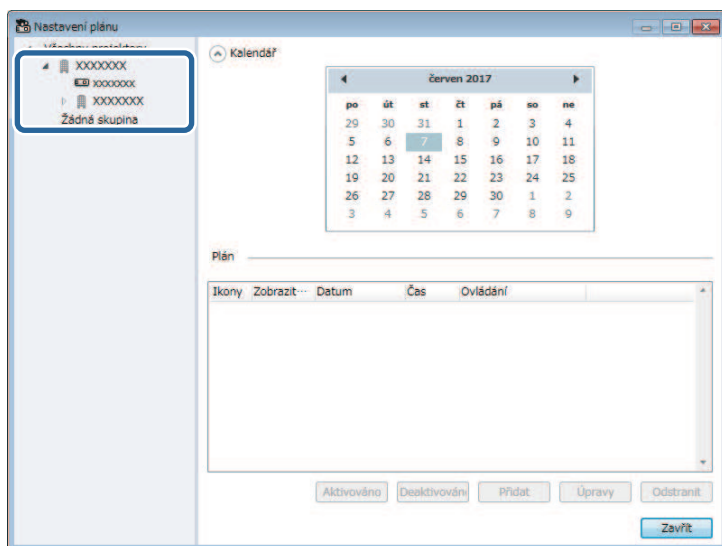 Nastavení plánu
Všechny projektory
XXXXXXX
XXXXXXX
XXXXXXX
Žádná skupina
Kalendář
červen 2017
po út st čt pá so ne
29 30 31 1 2 3 4
5 6 7 8 9 10 11
12 13 14 15 16 17 18
19 20 21 22 23 24 25
26 27 28 29 30 1 2
3 4 5 6 7 8 9
Plán
Ikony Zobrazit··· Datum Čas Ovládání
Aktivováno Deaktivován Přidat Úpravy Odstranit
Zavřít